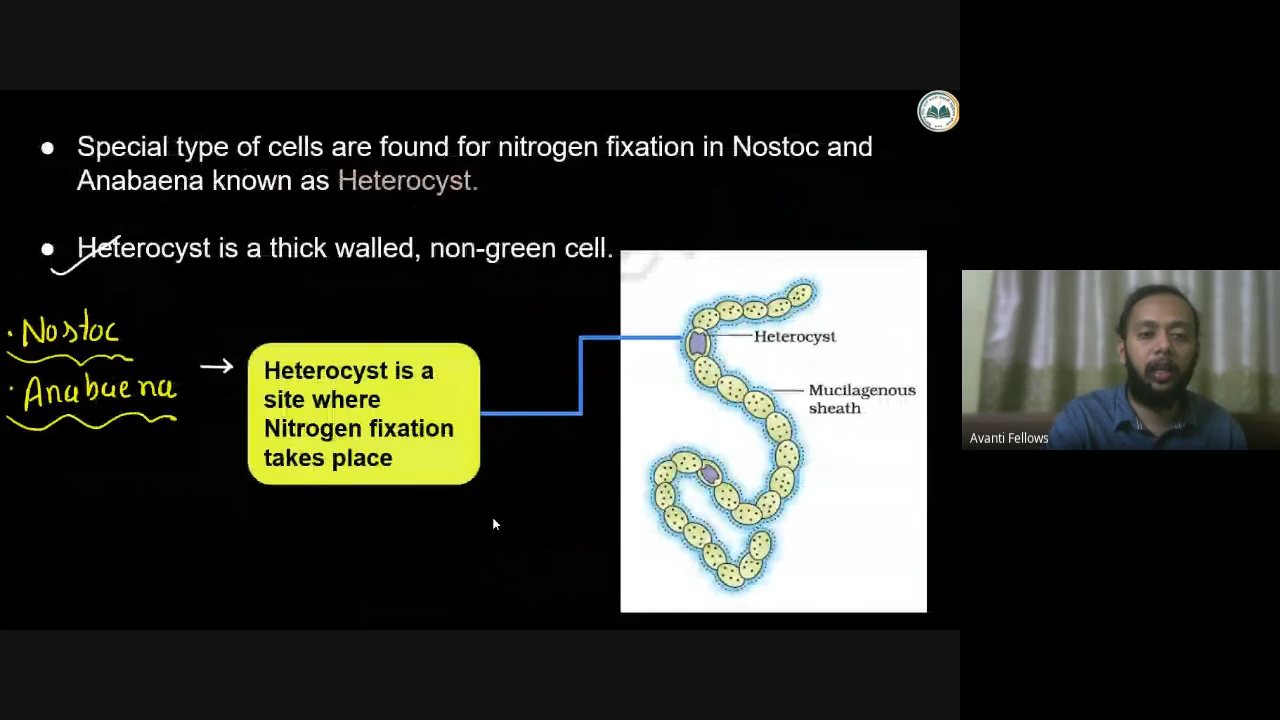 ● Special type of cells are found for nitrogen fixation in Nostoc and
Anabaena known as Heterocyst.
● Heterocyst is a thick walled, non-green cell.
· Nostoc
· Anabaena
→
Heterocyst is a
site where
Nitrogen fixation
takes place
Heterocyst
Mucilagenous
sheath
Avanti Fellows